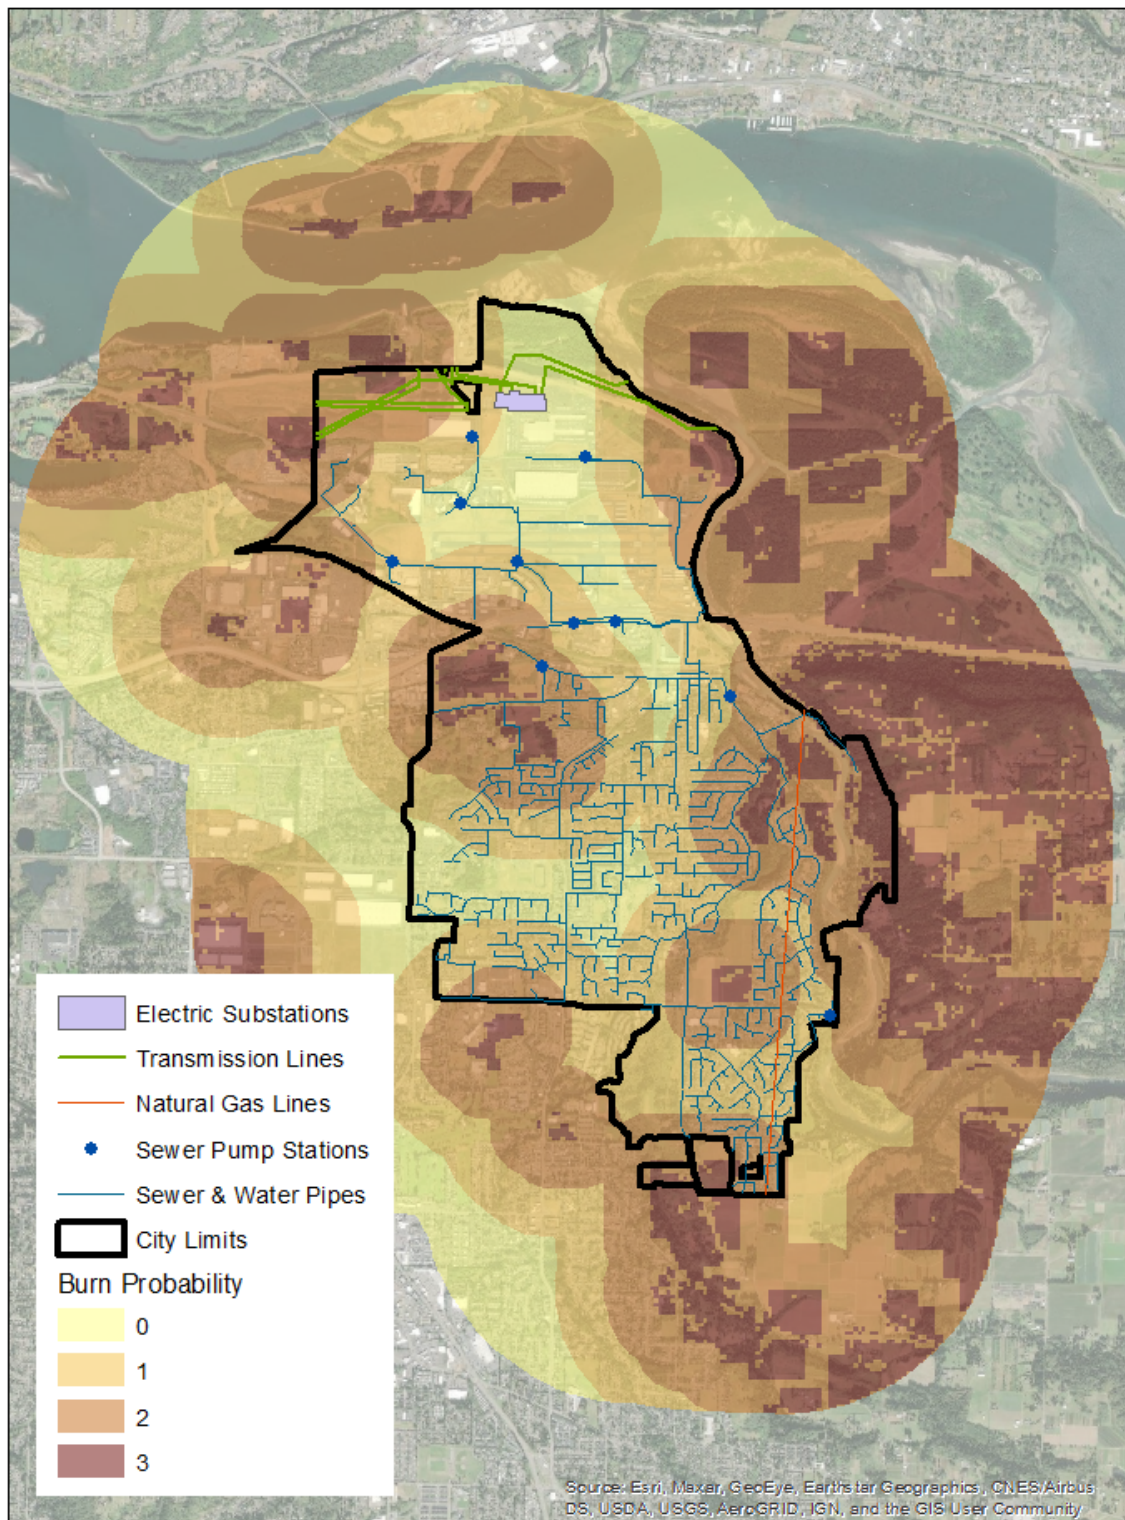 Electric Substations
Transmission Lines
Natural Gas Lines
Sewer Pump Stations
Sewer & Water Pipes
City Limits
Burn Probability
0
1
2
3
Source: Esri, Maxar, GeoEye, Earthstar Geographics, CNES/Airbus
DS, USDA, USGS, AeroGRID, IGN, and the GIS User Community